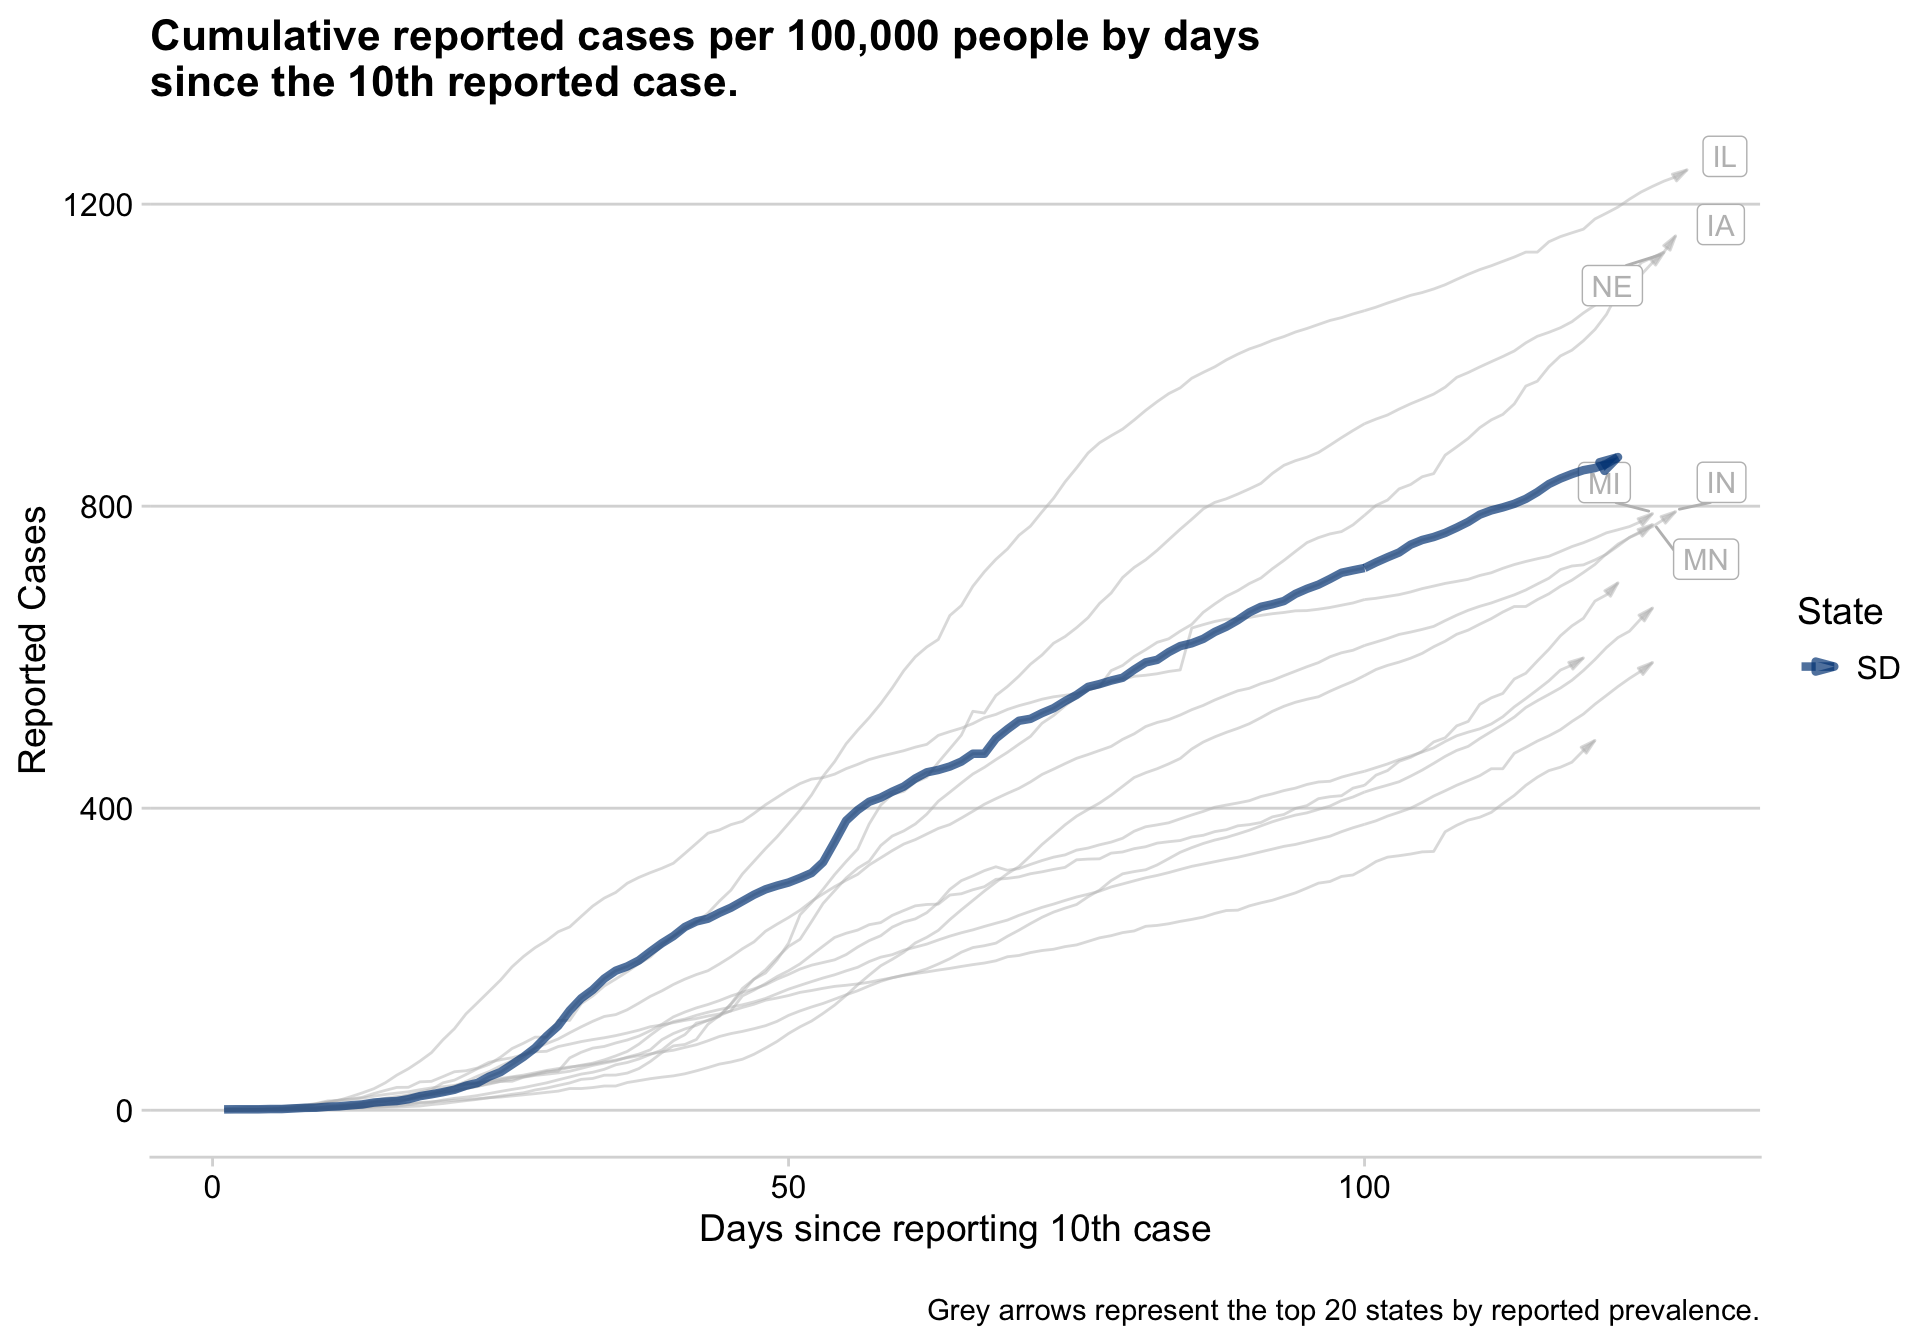 Cumulative reported cases per 100,000 people by days
since the 10th reported case.
IL
1200
IA
NE
MI
IN
800
MN
Reported Cases
State
SD
400
0
0
50
100
Days since reporting 10th case
Grey arrows represent the top 20 states by reported prevalence.